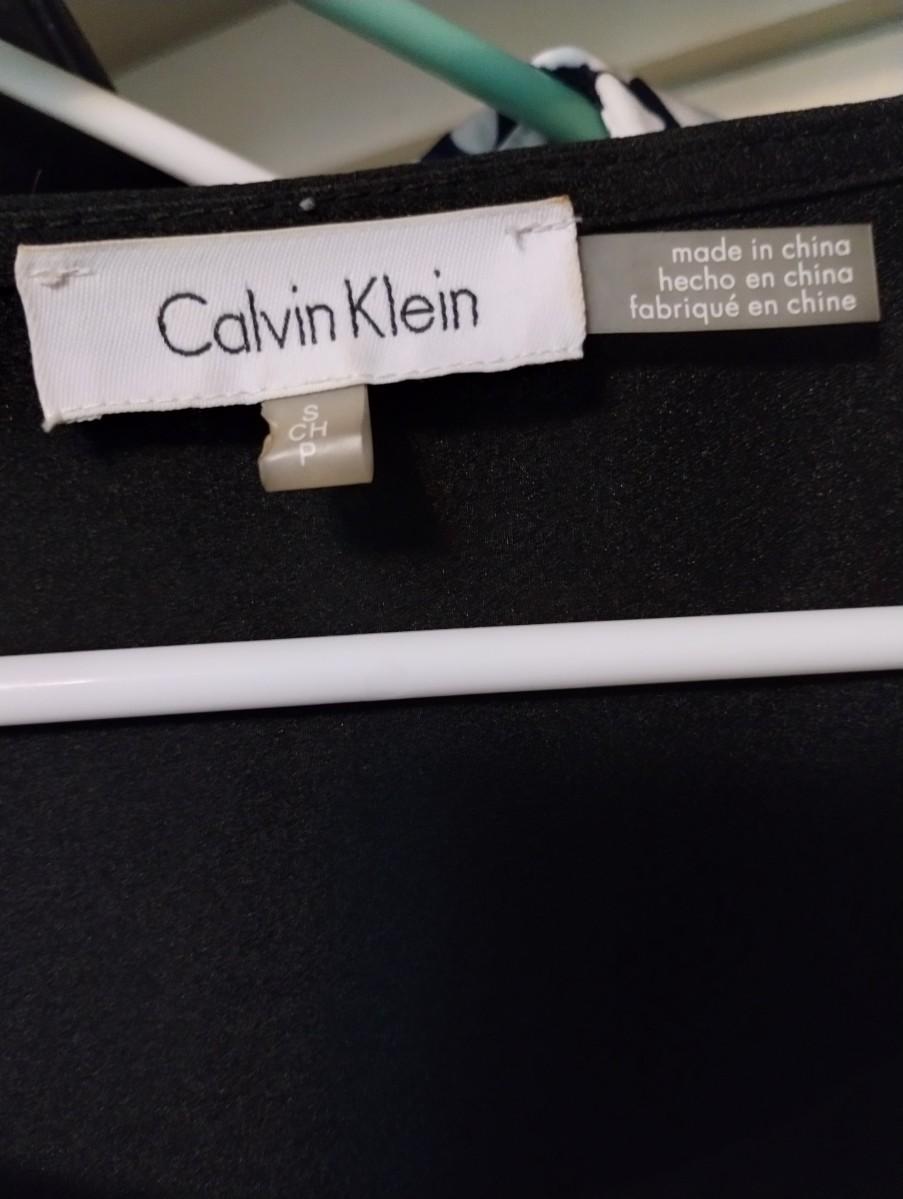 Calvin Klein
made in china
hecho en china
fabriqué en chine
S
CH
P